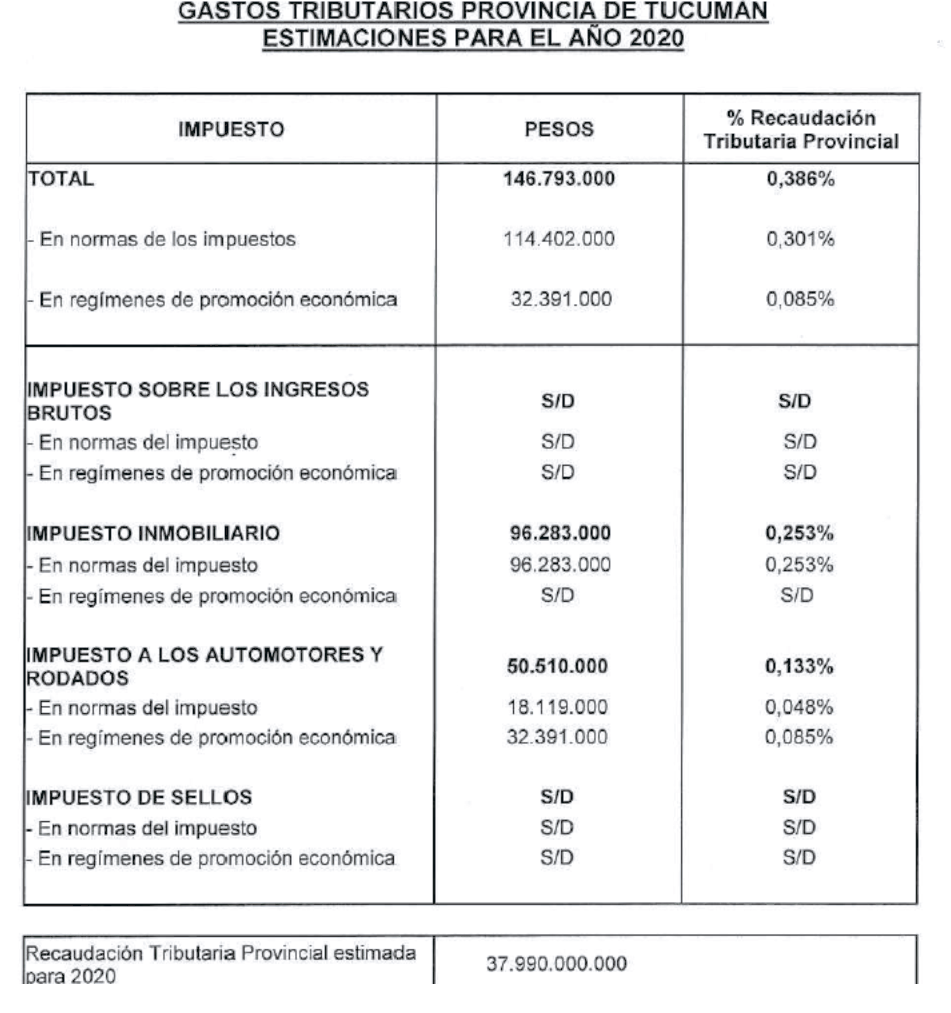 GASTOS TRIBUTARIOS PROVINCIA DE TUCUMAN
ESTIMACIONES PARA EL AÑO 2020
IMPUESTO PESOS % Recaudación Tributaria Provincial
TOTAL 146.793.000 0,386%
- En normas de los impuestos 114.402.000 0,301%
- En regímenes de promoción económica 32.391.000 0,085%
IMPUESTO SOBRE LOS INGRESOS
BRUTOS S/D S/D
- En normas del impuesto S/D S/D
- En regímenes de promoción económica S/D S/D
IMPUESTO INMOBILIARIO 96.283.000 0,253%
- En normas del impuesto 96.283.000 0,253%
- En regímenes de promoción económica S/D S/D
IMPUESTO A LOS AUTOMOTORES Y
RODADOS 50.510.000 0,133%
- En normas del impuesto 18.119.000 0,048%
- En regímenes de promoción económica 32.391.000 0,085%
IMPUESTO DE SELLOS S/D S/D
- En normas del impuesto S/D S/D
- En regímenes de promoción económica S/D S/D
Recaudación Tributaria Provincial estimada
para 2020 37.990.000.000